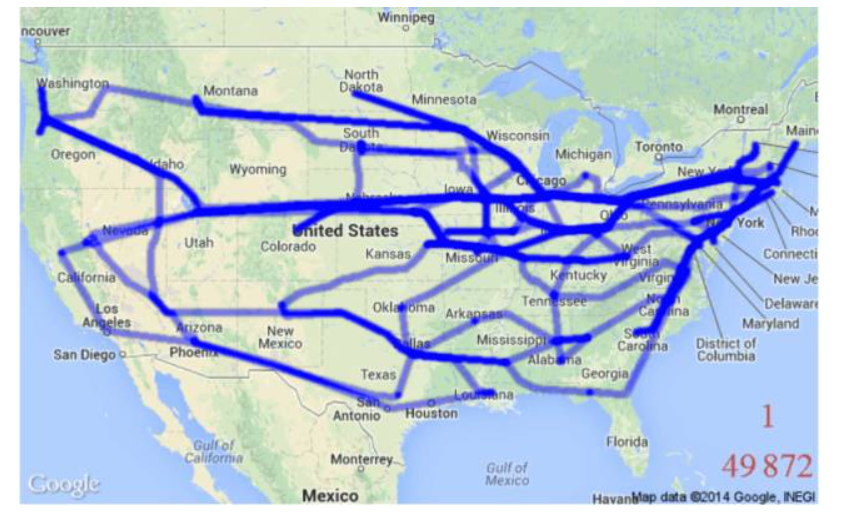 Winnipeg
ncouver
Washington
Montana
North
Dakota
Minnesota
Montreal
Maine
Oregon
Idaho
South
Dakota
Wisconsin
Michigan
Toronto
New York
Wyoming
Nebraska
Iowa
Chicago
Illinois
Ohio
Pennsylvania
New York
Nevada
Utah
United States
Colorado
Kansas
Missouri
West
Virginia
Kentucky
Virginia
Rho
Connecti
New Je
Delaware
Maryland
District of
Columbia
California
Los
Angeles
Arizona
Phoenix
San Diego
New
Mexico
Oklahoma
Arkansas
Tennessee
North
Carolina
South
Carolina
Dallas
Mississippi
Alabama
Georgia
Texas
San
Antonio
Houston
Louisiana
Florida
Gulf of
California
Monterrey
Gulf of
Mexico
Mexico
Havana
1
49 872
Google
Map data ©2014 Google, INEGI